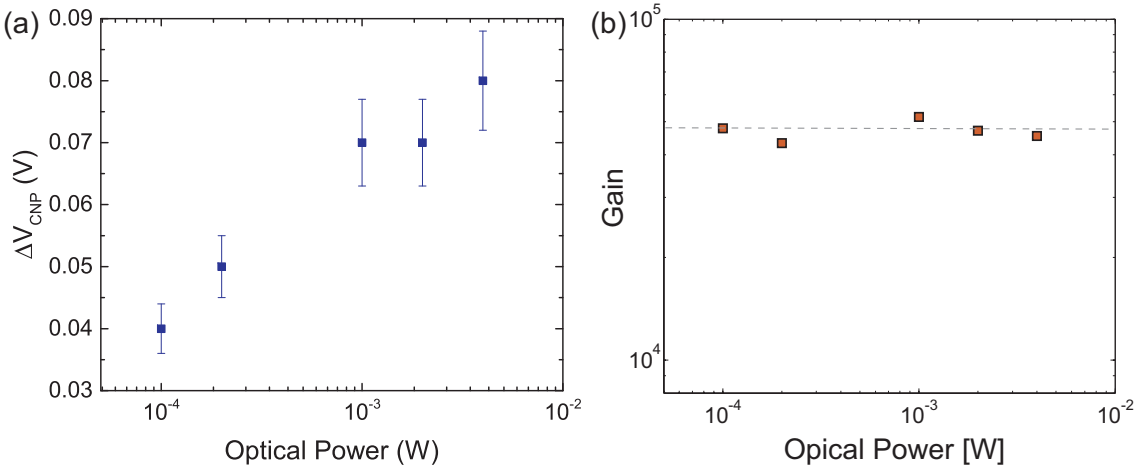 (a)
0.09
0.08
0.07
0.06
0.05
0.04
0.03
ΔV_CNP (V)
10^-4
10^-3
10^-2
Optical Power (W)
(b)
10^5
10^4
Gain
10^-4
10^-3
10^-2
Opical Power [W]